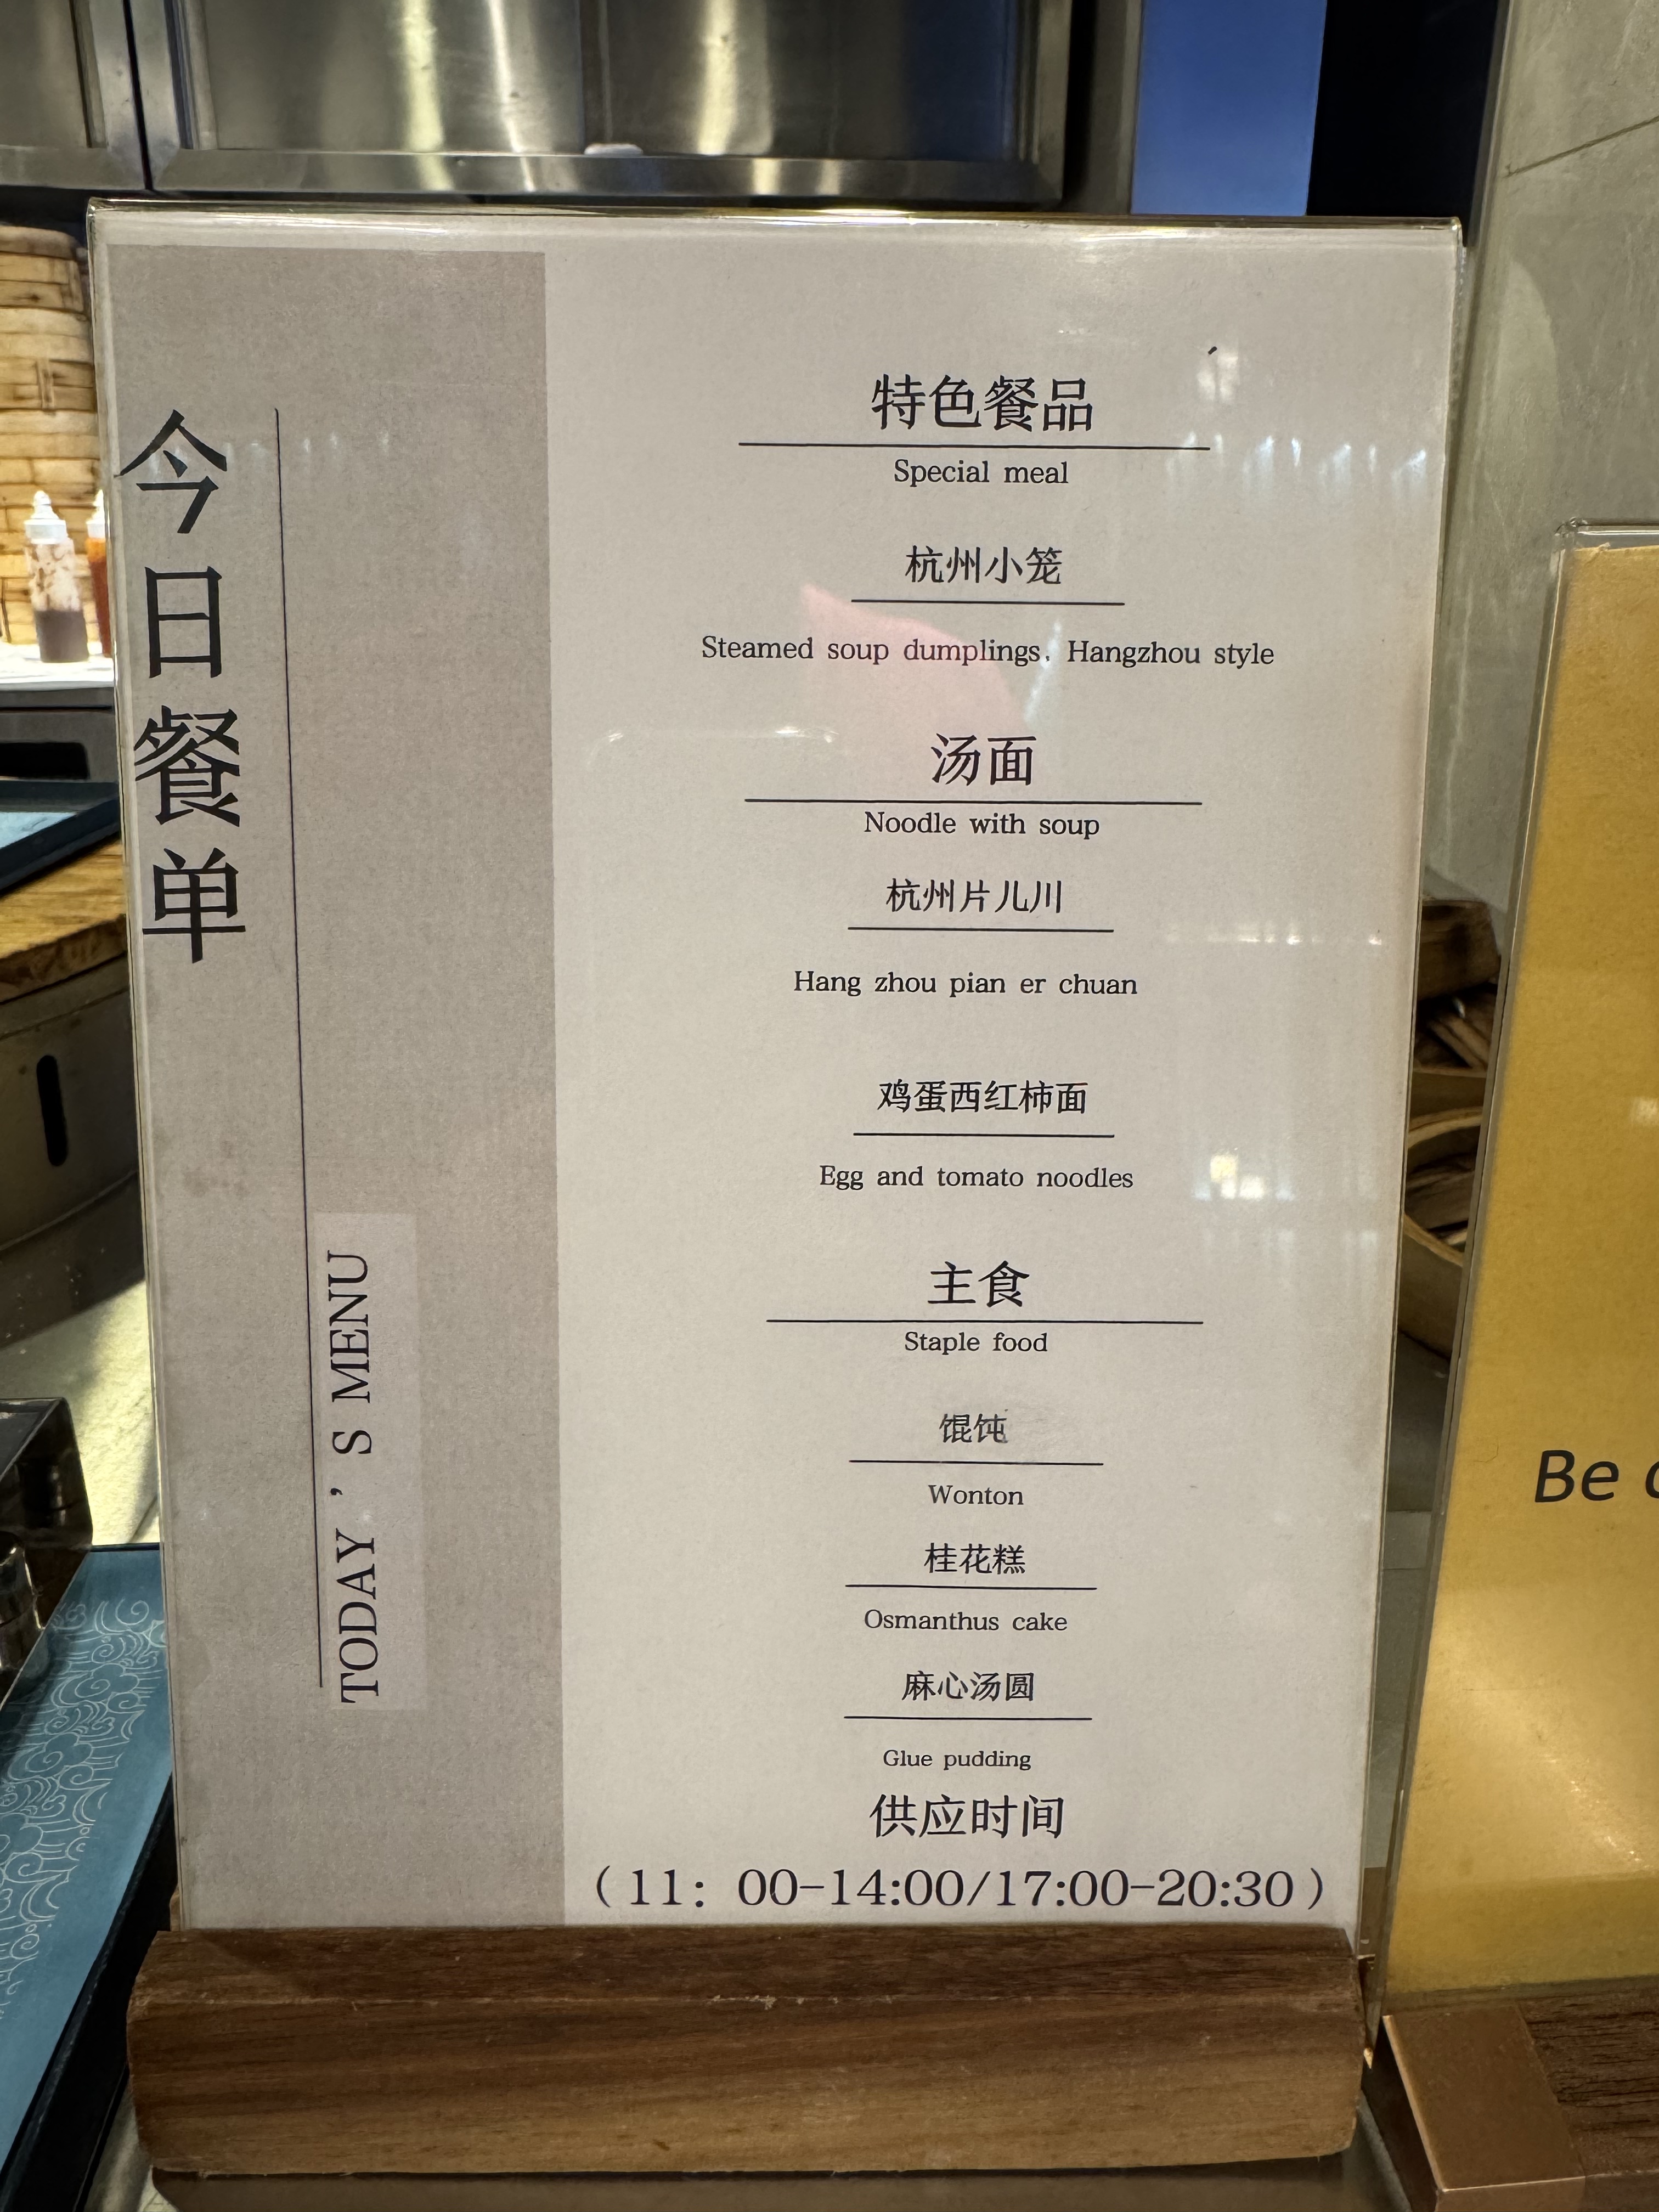 今日餐单
TODAY'S MENU
特色餐品
Special meal
杭州小笼
Steamed soup dumplings, Hangzhou style
汤面
Noodle with soup
杭州片儿川
Hang zhou pian er chuan
鸡蛋西红柿面
Egg and tomato noodles
主食
Staple food
馄饨
Wonton
桂花糕
Osmanthus cake
麻心汤圆
Glue pudding
供应时间
（11：00-14:00/17:00-20:30）
Be